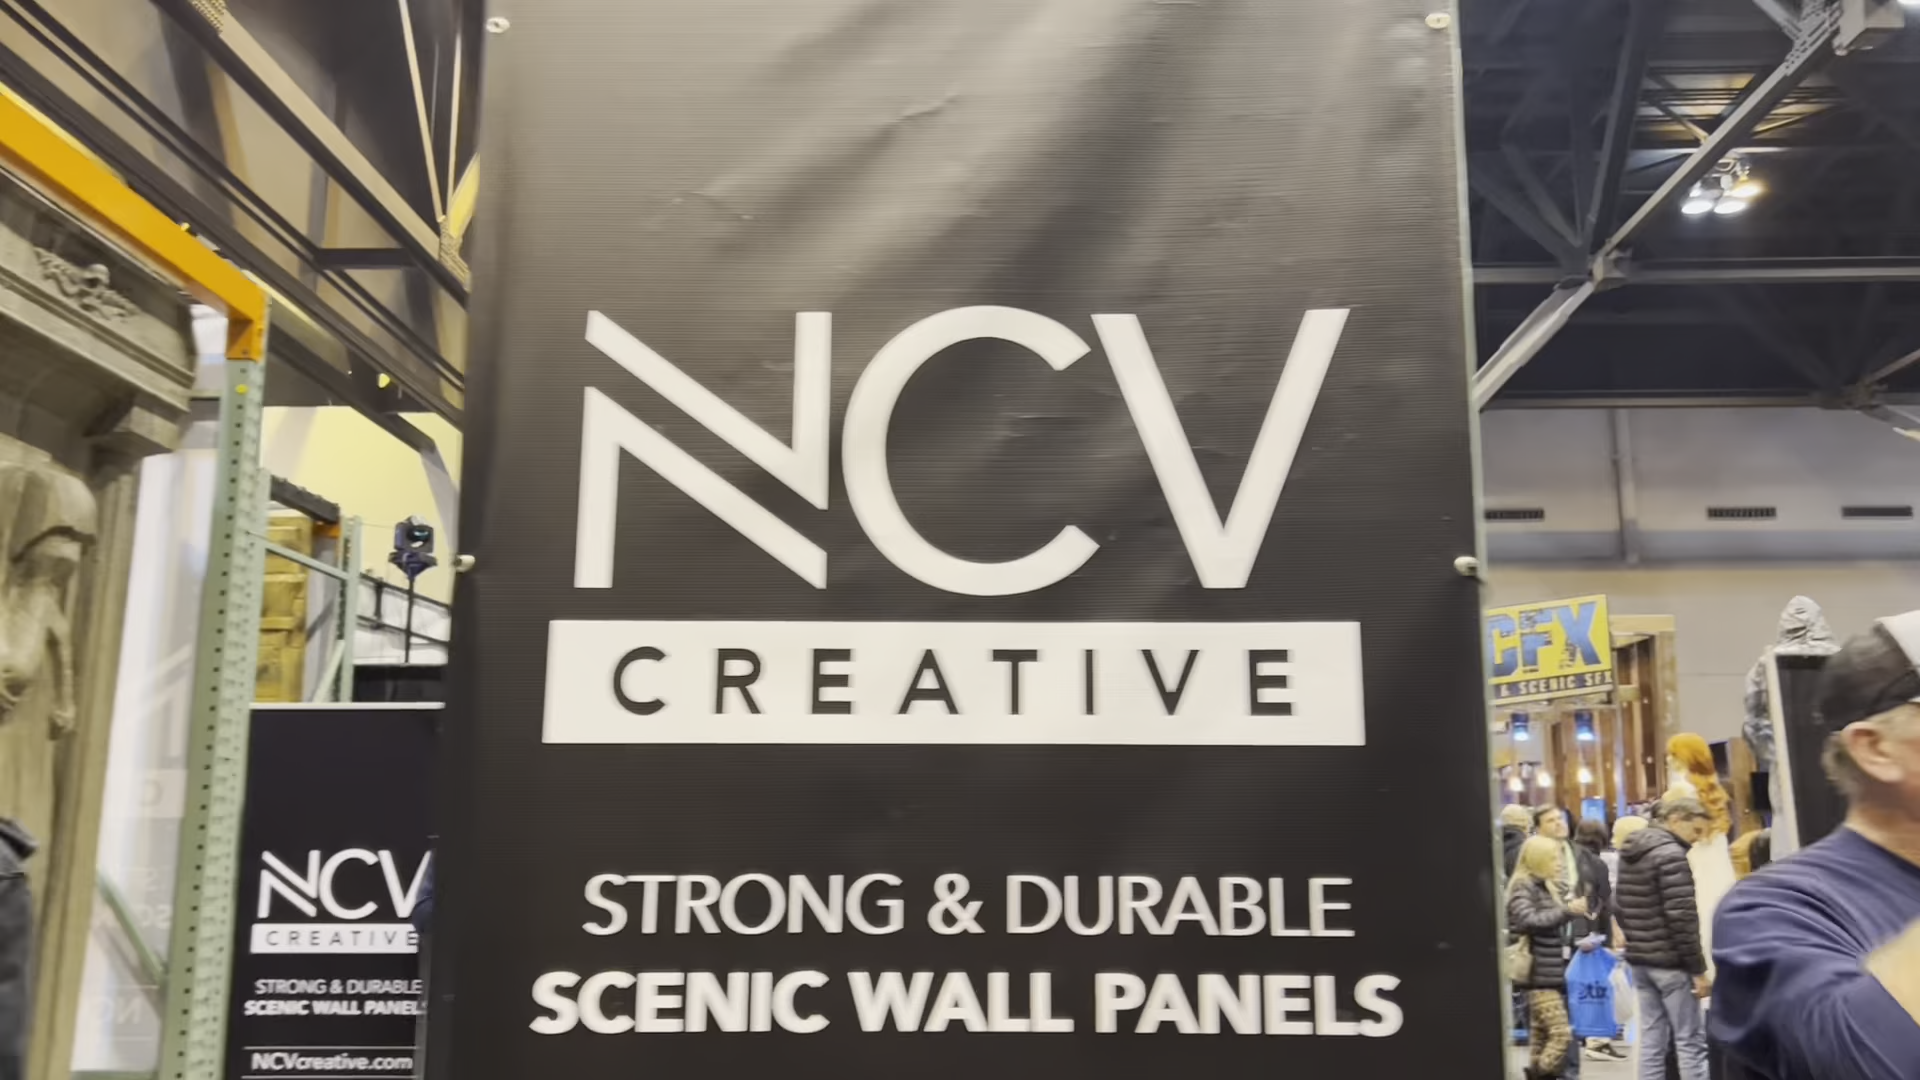 NCV
CREATIVE
STRONG & DURABLE
SCENIC WALL PANELS
NCV
CREATIVE
STRONG & DURABLE
SCENIC WALL PANELS
NCVcreative.com
CFX
& SCENIC SFX